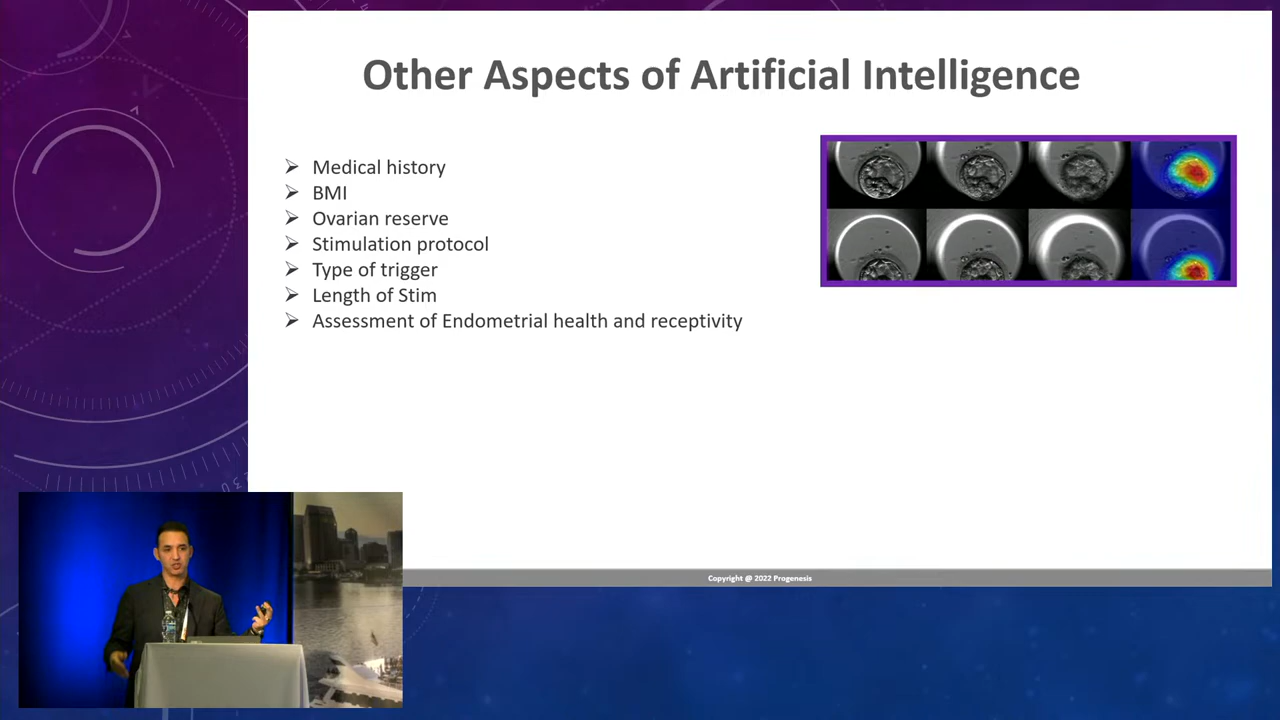 Other Aspects of Artificial Intelligence
Medical history
BMI
Ovarian reserve
Stimulation protocol
Type of trigger
Length of Stim
Assessment of Endometrial health and receptivity
Copyright @ 2022 Progenesis